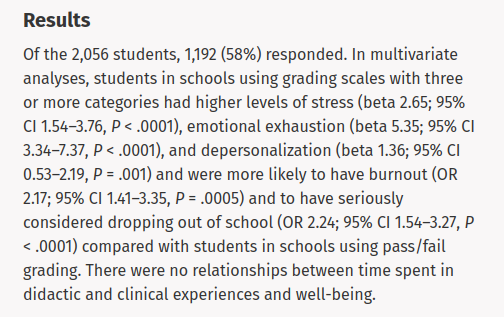 Results
Of the 2,056 students, 1,192 (58%) responded. In multivariate
analyses, students in schools using grading scales with three
or more categories had higher levels of stress (beta 2.65; 95%
CI 1.54–3.76, P < .0001), emotional exhaustion (beta 5.35; 95% CI
3.34–7.37, P < .0001), and depersonalization (beta 1.36; 95% CI
0.53–2.19, P = .001) and were more likely to have burnout (OR
2.17; 95% CI 1.41–3.35, P = .0005) and to have seriously
considered dropping out of school (OR 2.24; 95% CI 1.54–3.27, P
< .0001) compared with students in schools using pass/fail
grading. There were no relationships between time spent in
didactic and clinical experiences and well-being.